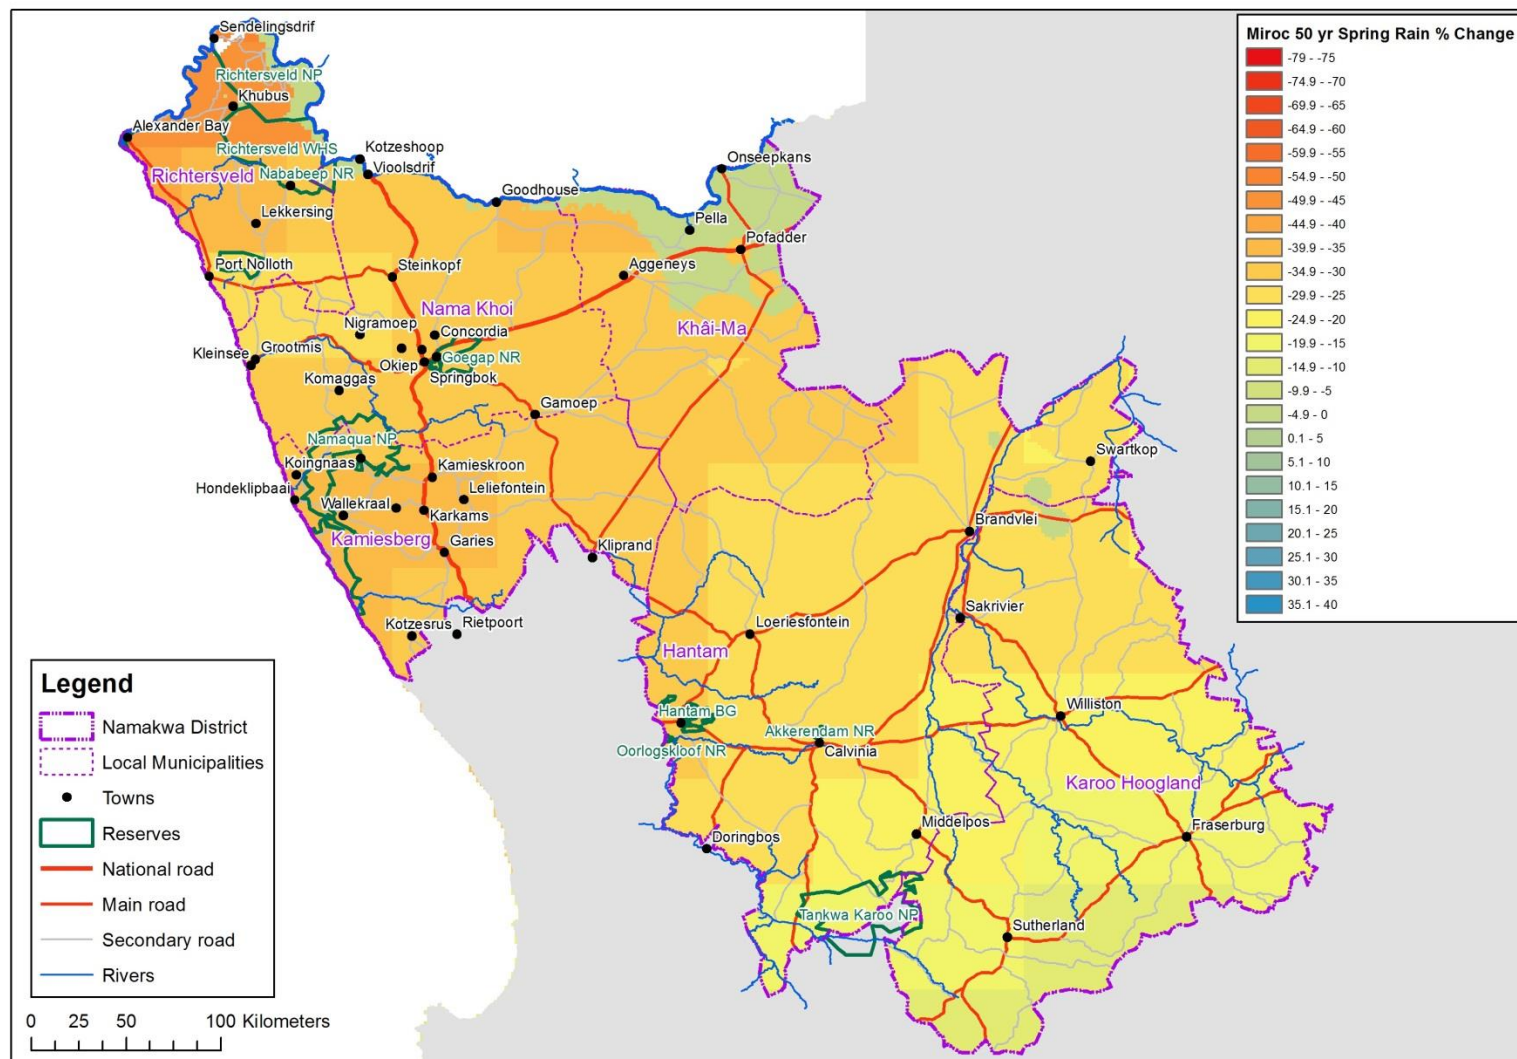 Sendelingsdrif
Richtersveld NP
Khubus
Alexander Bay
Richtersveld WHS
Kotzeshoop
Vioolsdrif
Richtersveld
Nababeep NR
Lekkersing
Goodhouse
Onseepkans
Pella
Pofadder
Port Nolloth
Steinkopf
Aggeneys
Nama Khoi
Khâi-Ma
Nigramoep
Concordia
Kleinsee
Grootmis
Okiep
Goegap NR
Springbok
Komaggas
Gamoep
Namaqua NP
Koingnaas
Kamieskroon
Hondeklipbaai
Wallekraal
Leliefontein
Karkams
Kamiesberg
Garies
Kliprand
Kotzesrus
Rietpoort
Swartkop
Brandvlei
Sakrivier
Loeriesfontein
Hantam
Hantam BG
Williston
Akkerendam NR
Oorlogskloof NR
Calvinia
Karoo Hoogland
Middelpos
Fraserburg
Doringbos
Tankwa Karoo NP
Sutherland
Miroc 50 yr Spring Rain % Change
-79 - -75
-74.9 - -70
-69.9 - -65
-64.9 - -60
-59.9 - -55
-54.9 - -50
-49.9 - -45
-44.9 - -40
-39.9 - -35
-34.9 - -30
-29.9 - -25
-24.9 - -20
-19.9 - -15
-14.9 - -10
-9.9 - -5
-4.9 - 0
0.1 - 5
5.1 - 10
10.1 - 15
15.1 - 20
20.1 - 25
25.1 - 30
30.1 - 35
35.1 - 40
Legend
Namakwa District
Local Municipalities
Towns
Reserves
National road
Main road
Secondary road
Rivers
0 25 50 100 Kilometers